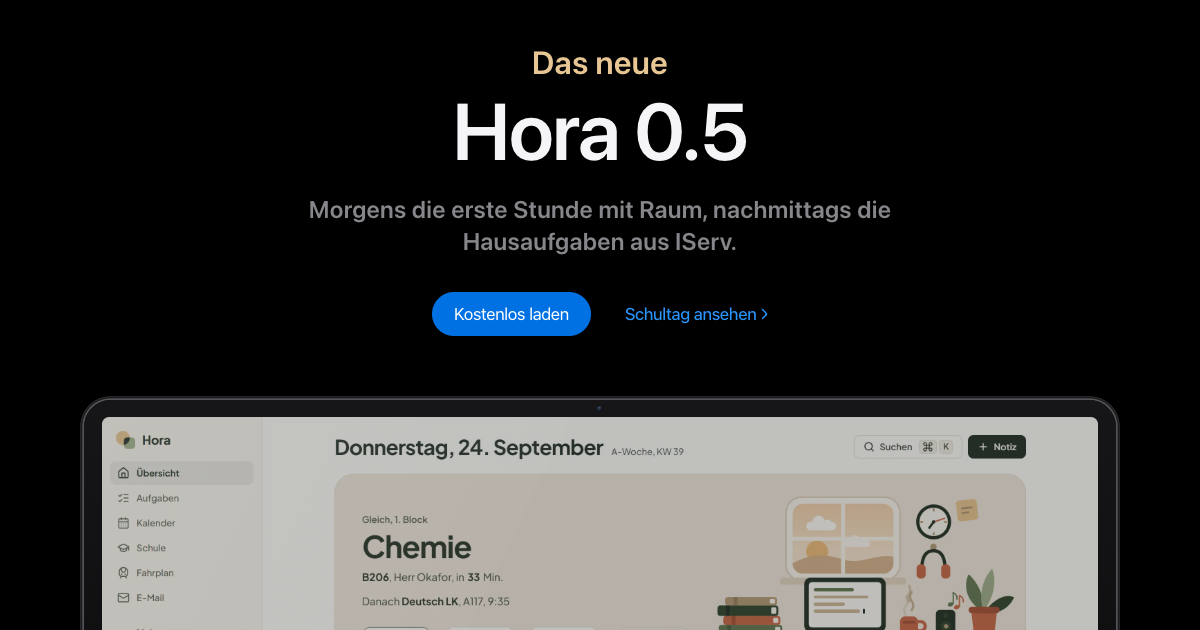 Das neue
Hora 0.5
Morgens die erste Stunde mit Raum, nachmittags die
Hausaufgaben aus IServ.
Kostenlos laden
Schultag ansehen >
Hora
Donnerstag, 24. September A-Woche, KW 39
Suchen ⌘ K
+ Notiz
Übersicht
Aufgaben
Kalender
Schule
Fahrplan
E-Mail
Gleich, 1. Block
Chemie
B206, Herr Okafor, in 33 Min.
Danach Deutsch LK, A117, 9:35